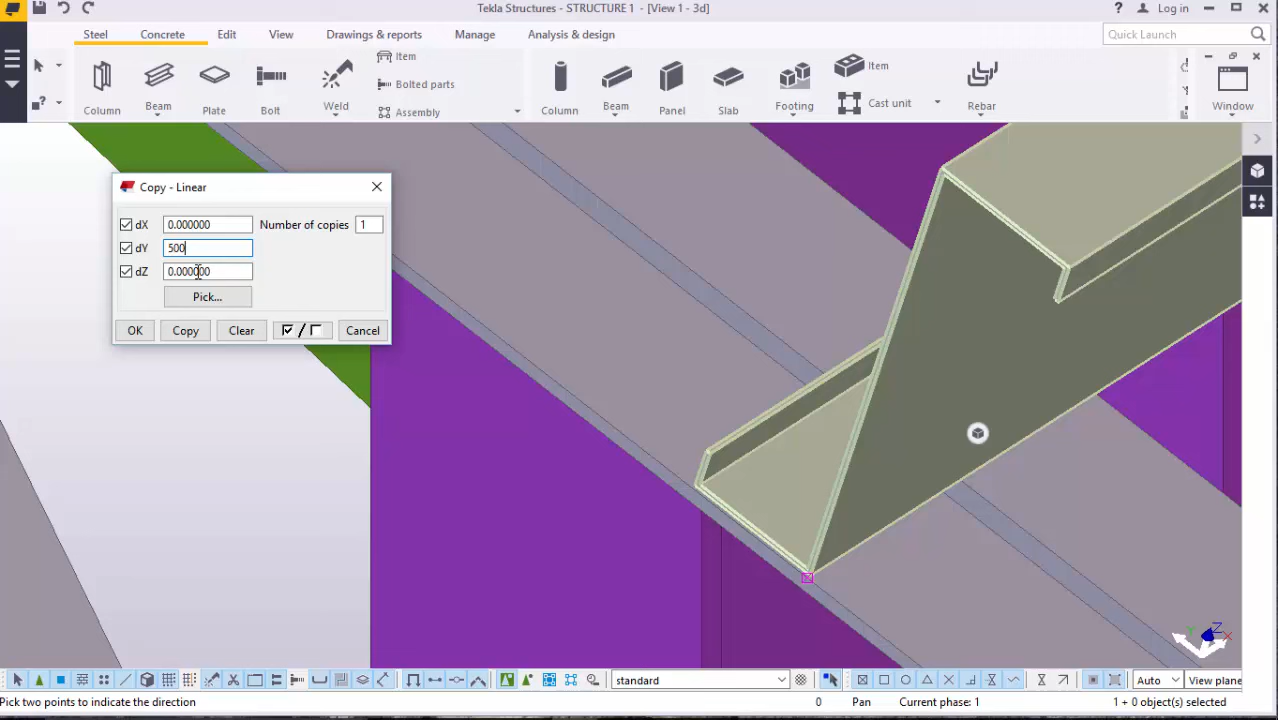 Tekla Structures - STRUCTURE 1 - [View 1 - 3d]
? Log in
Steel Concrete Edit View Drawings & reports Manage Analysis & design Quick Launch
Item Item
Bolted parts
Assembly Cast unit
Column Beam Plate Bolt Weld Column Beam Panel Slab Footing Rebar Window
Copy - Linear
dX 0.000000 Number of copies 1
dY 500
dZ 0.000000
Pick...
OK Copy Clear / Cancel
Y Z X
standard Auto View plane
Pick two points to indicate the direction 0 Pan Current phase: 1 1 + 0 object(s) selected